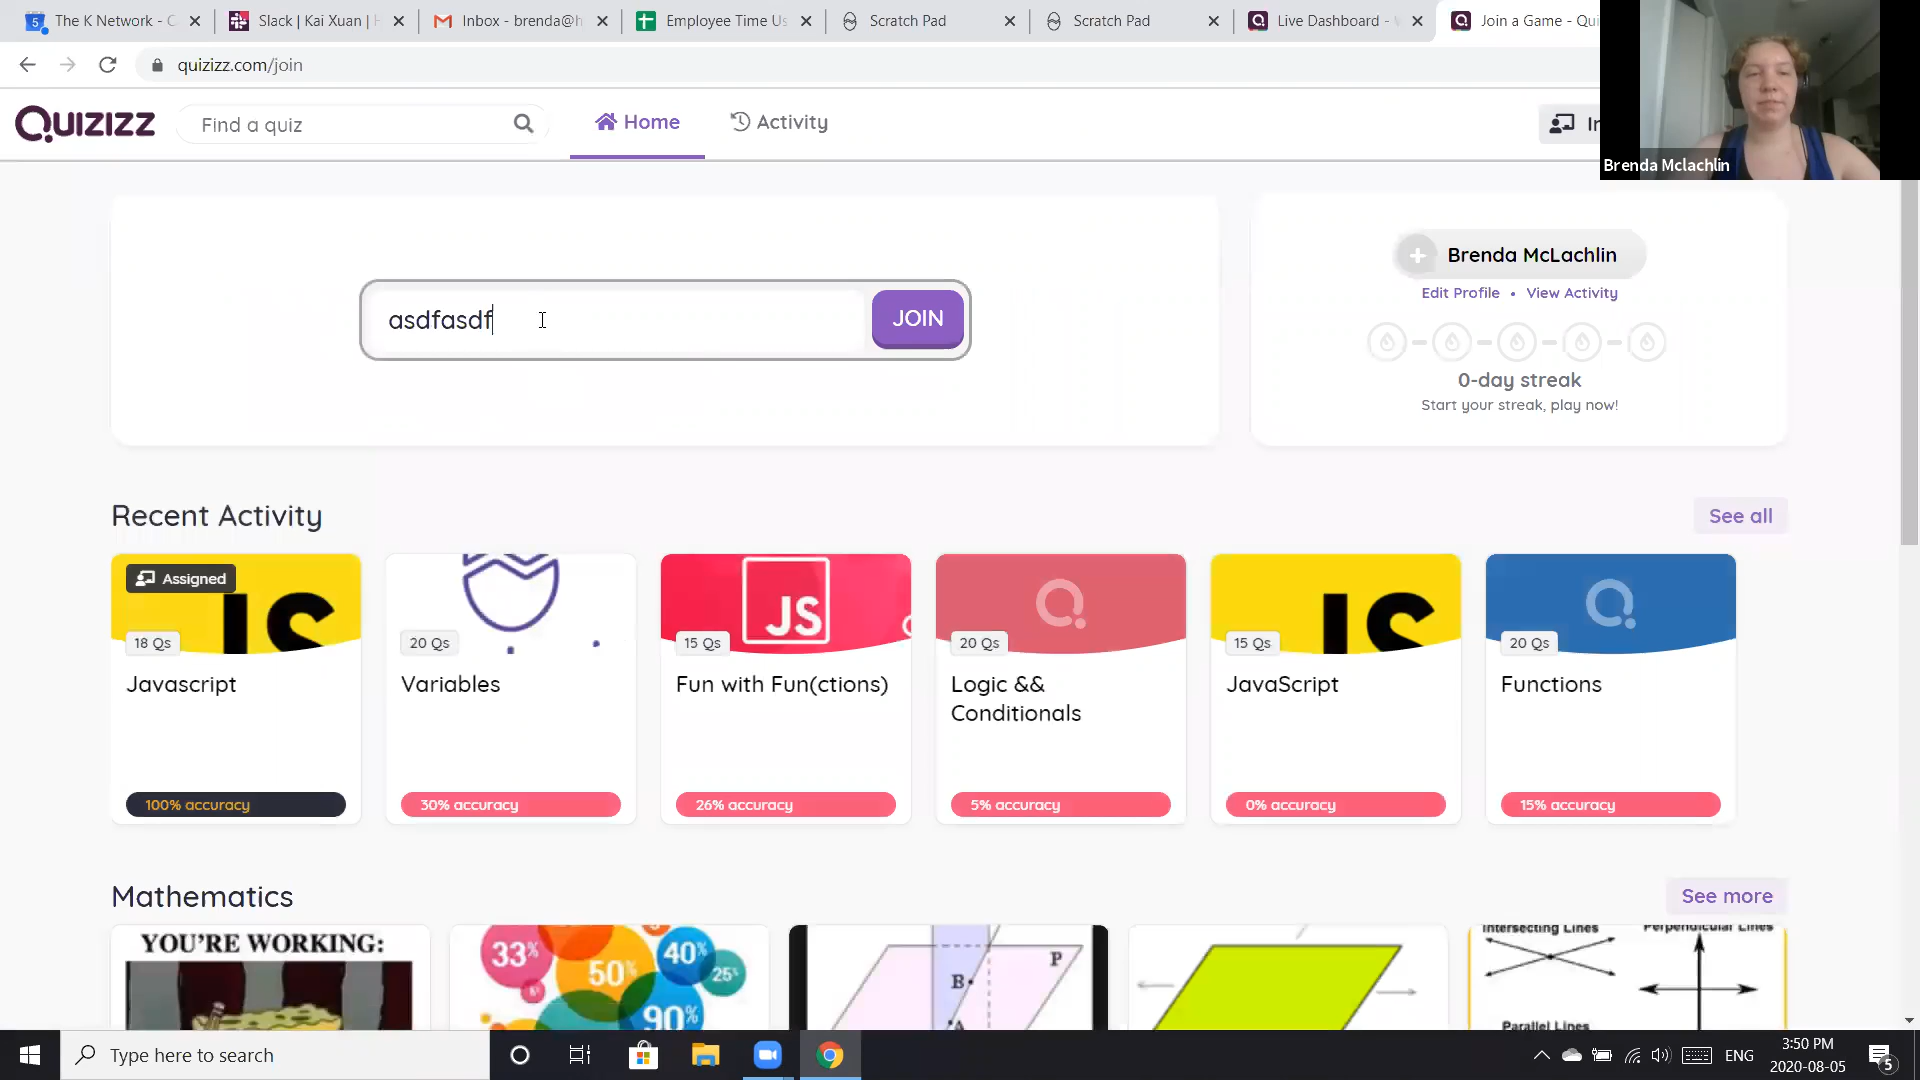 The K Network - C
Slack | Kai Xuan | H
Inbox - brenda@h
Employee Time Us
Scratch Pad
Scratch Pad
Live Dashboard -
Join a Game - Qui
quizizz.com/join
QUIZIZZ
Find a quiz
Home
Activity
Brenda Mclachlin
asdfasdf
JOIN
Brenda McLachlin
Edit Profile • View Activity
0-day streak
Start your streak, play now!
Recent Activity
See all
Assigned
JS
18 Qs
Javascript
100% accuracy
20 Qs
Variables
30% accuracy
JS
15 Qs
Fun with Fun(ctions)
26% accuracy
20 Qs
Logic &&
Conditionals
5% accuracy
JS
15 Qs
JavaScript
0% accuracy
20 Qs
Functions
15% accuracy
Mathematics
See more
YOU'RE WORKING:
33%
50%
40%
25%
90%
P
B
A
Intersecting Lines
Perpendicular Lines
Parallel Lines
Type here to search
ENG
3:50 PM
2020-08-05
5